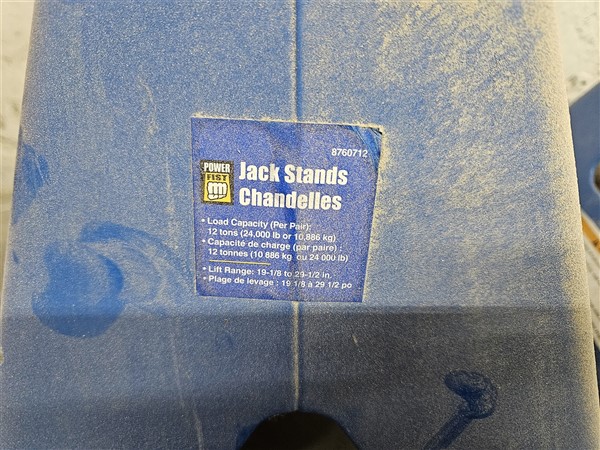 8760712
POWER
FIST
Jack Stands
Chandelles
• Load Capacity (Per Pair):
12 tons (24,000 lb or 10,886 kg)
• Capacité de charge (par paire) :
12 tonnes (10 886 kg ou 24 000 lb)
• Lift Range: 19-1/8 to 29-1/2 in.
• Plage de levage : 19 1/8 à 29 1/2 po